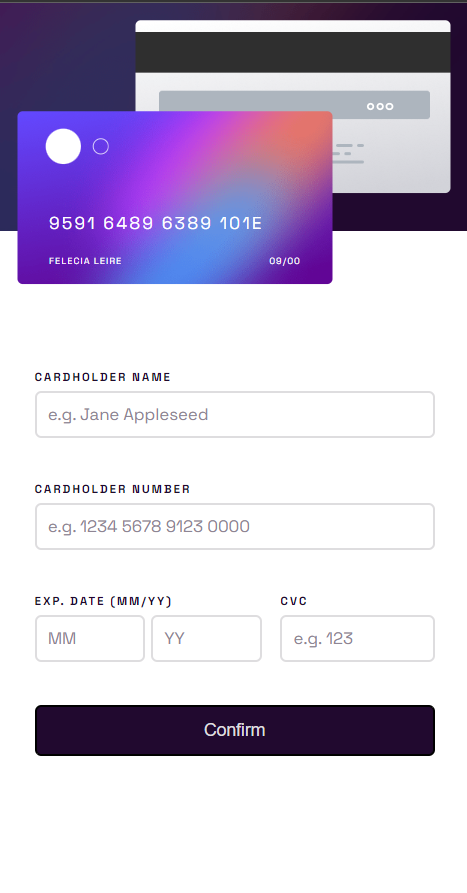 ooo
9591 6489 6389 101E
FELECIA LEIRE 09/00
CARDHOLDER NAME
e.g. Jane Appleseed
CARDHOLDER NUMBER
e.g. 1234 5678 9123 0000
EXP. DATE (MM/YY) CVC
MM YY e.g. 123
Confirm